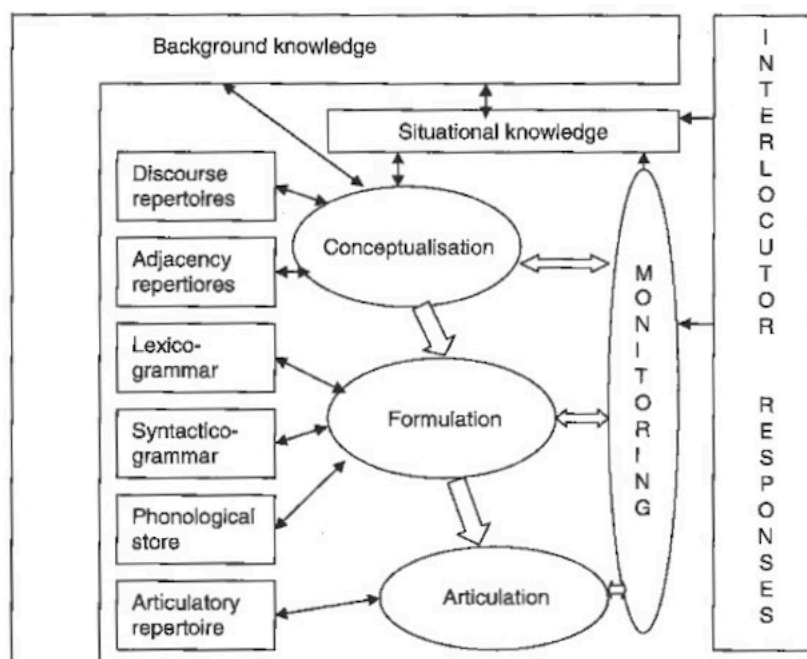 Background knowledge
Situational knowledge
Discourse
repertoires
Conceptualisation
Adjacency
repertiores
Lexico-
grammar
Formulation
Syntactico-
grammar
Phonological
store
Articulatory
repertoire
Articulation
MONITORING
INTERLOCUTOR RESPONSES